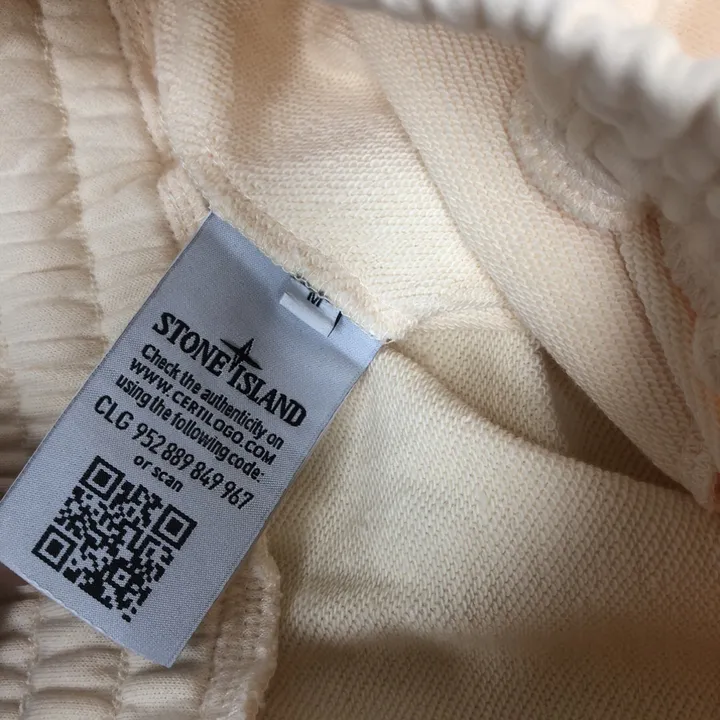 M
STONE ISLAND
Check the authenticity on
WWW.CERTILOGO.COM
using the following code:
CLG 952 889 849 967
or scan